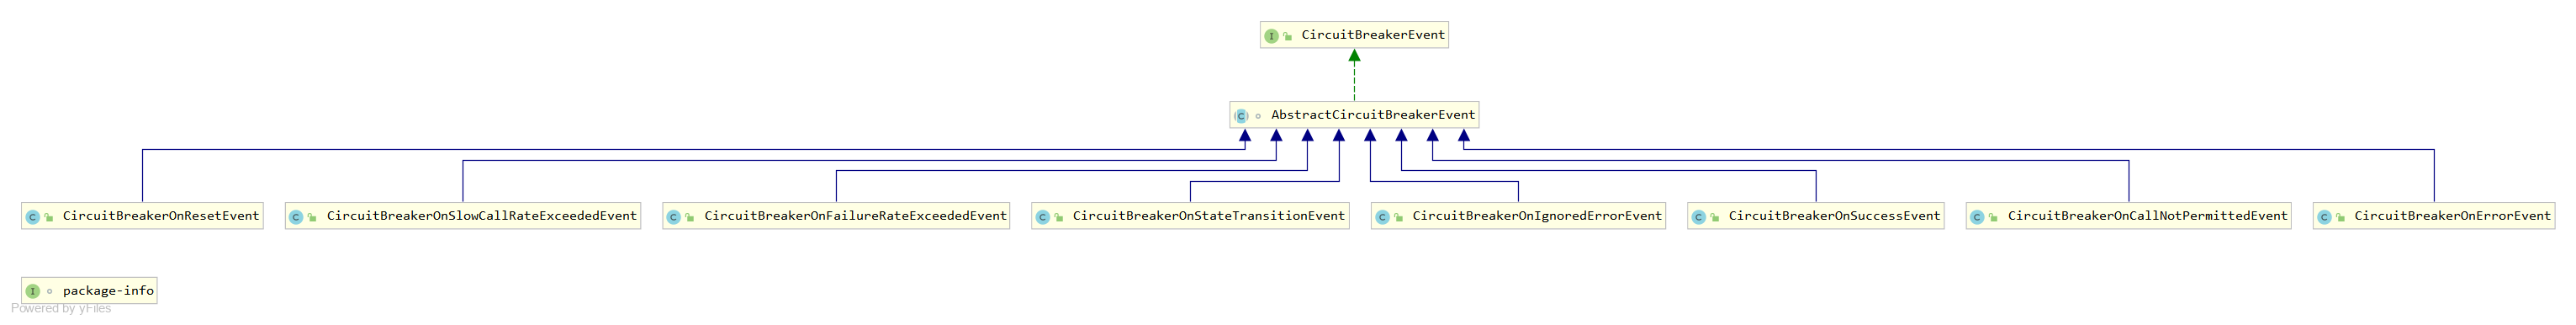 I CircuitBreakerEvent
C AbstractCircuitBreakerEvent
C CircuitBreakerOnResetEvent
C CircuitBreakerOnSlowCallRateExceededEvent
C CircuitBreakerOnFailureRateExceededEvent
C CircuitBreakerOnStateTransitionEvent
C CircuitBreakerOnIgnoredErrorEvent
C CircuitBreakerOnSuccessEvent
C CircuitBreakerOnCallNotPermittedEvent
C CircuitBreakerOnErrorEvent
I package-info
Powered by yFiles